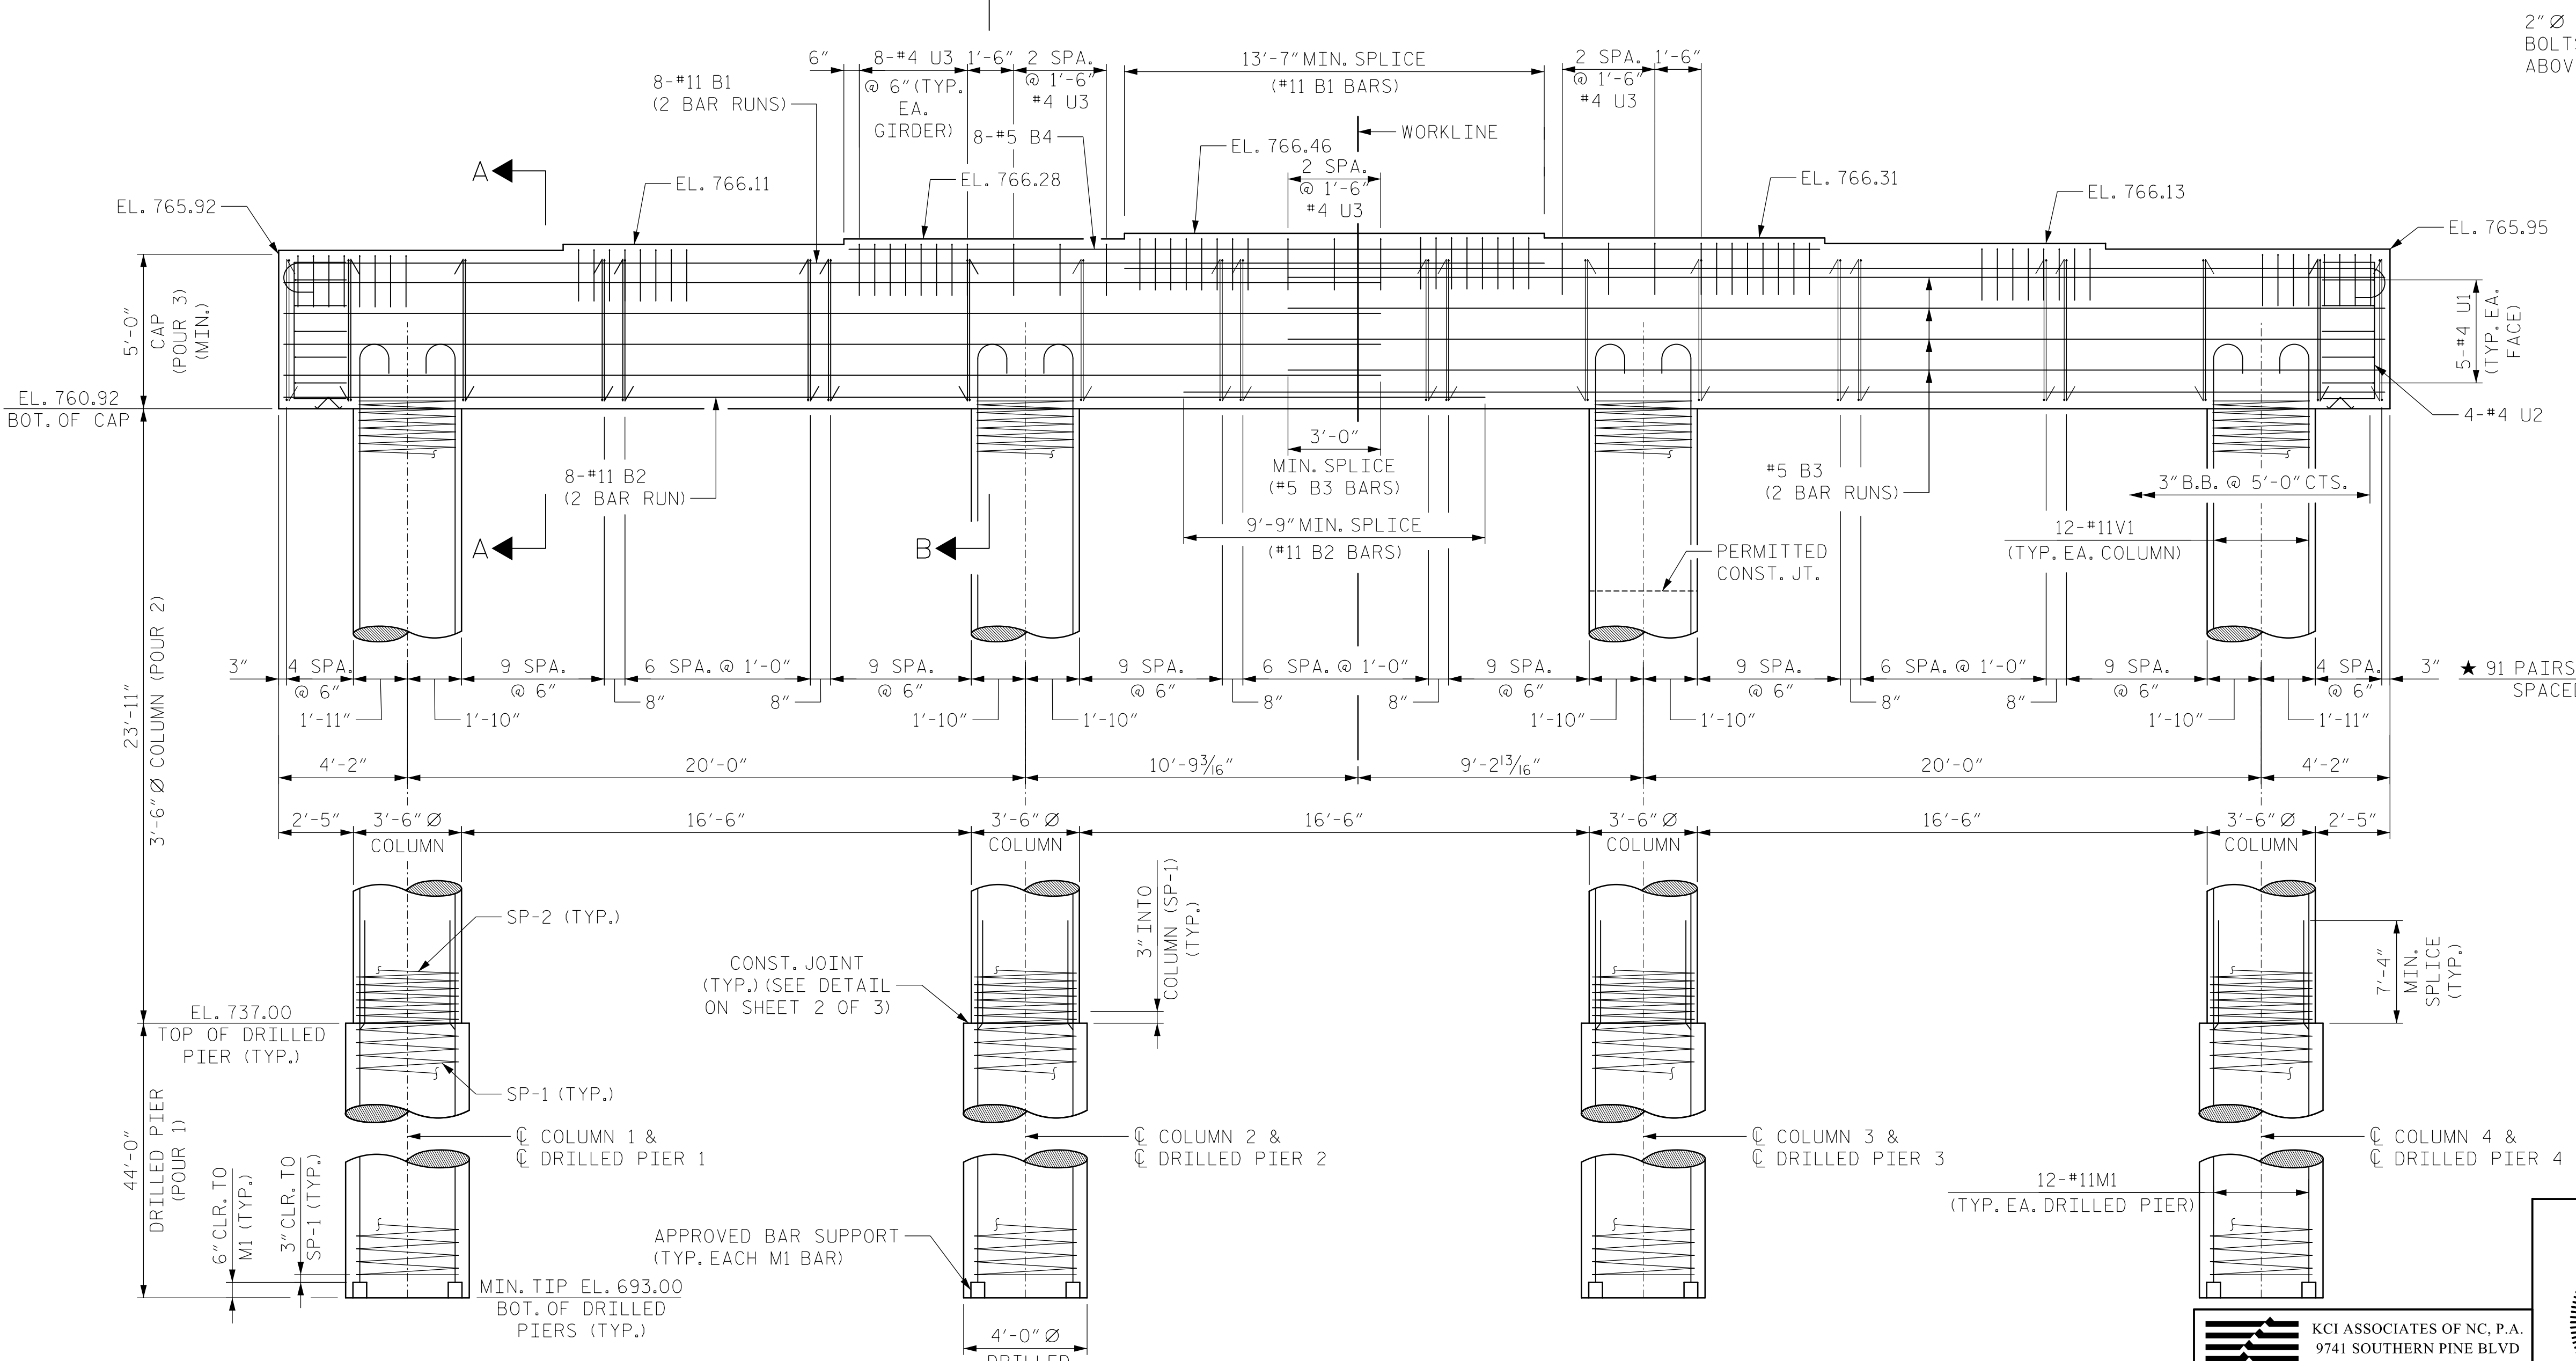 2" Ø
BOLTS
ABOV
6"
8-#4 U3
@ 6" (TYP.
EA.
GIRDER)
1'-6"
2 SPA.
@ 1'-6"
#4 U3
13'-7" MIN. SPLICE
(#11 B1 BARS)
2 SPA.
@ 1'-6"
#4 U3
1'-6"
8-#11 B1
(2 BAR RUNS)
8-#5 B4
WORKLINE
EL. 766.46
2 SPA.
@ 1'-6"
#4 U3
A
EL. 766.11
EL. 766.28
EL. 766.31
EL. 766.13
EL. 765.92
EL. 765.95
5'-0"
CAP
(POUR 3)
(MIN.)
5-#4 U1
(TYP. EA.
FACE)
EL. 760.92
BOT. OF CAP
4-#4 U2
8-#11 B2
(2 BAR RUN)
3'-0"
MIN. SPLICE
(#5 B3 BARS)
#5 B3
(2 BAR RUNS)
3" B.B. @ 5'-0" CTS.
9'-9" MIN. SPLICE
(#11 B2 BARS)
12-#11V1
(TYP. EA. COLUMN)
A
B
PERMITTED
CONST. JT.
23'-11"
3'-6" Ø COLUMN (POUR 2)
3"
4 SPA.
@ 6"
9 SPA.
@ 6"
6 SPA. @ 1'-0"
9 SPA.
@ 6"
9 SPA.
@ 6"
6 SPA. @ 1'-0"
9 SPA.
@ 6"
9 SPA.
@ 6"
6 SPA. @ 1'-0"
9 SPA.
@ 6"
4 SPA.
@ 6"
3"
★ 91 PAIRS
SPACED
1'-11"
1'-10"
8"
8"
1'-10"
1'-10"
8"
8"
1'-10"
1'-10"
8"
8"
1'-10"
1'-11"
4'-2"
20'-0"
10'-9 3/16"
9'-2 13/16"
20'-0"
4'-2"
2'-5"
3'-6" Ø
COLUMN
16'-6"
3'-6" Ø
COLUMN
16'-6"
3'-6" Ø
COLUMN
16'-6"
3'-6" Ø
COLUMN
2'-5"
SP-2 (TYP.)
3" INTO
COLUMN (SP-1)
(TYP.)
CONST. JOINT
(TYP.) (SEE DETAIL
ON SHEET 2 OF 3)
7'-4"
MIN.
SPLICE
(TYP.)
EL. 737.00
TOP OF DRILLED
PIER (TYP.)
SP-1 (TYP.)
44'-0"
DRILLED PIER
(POUR 1)
℄ COLUMN 1 &
℄ DRILLED PIER 1
℄ COLUMN 2 &
℄ DRILLED PIER 2
℄ COLUMN 3 &
℄ DRILLED PIER 3
℄ COLUMN 4 &
℄ DRILLED PIER 4
6" CLR. TO
M1 (TYP.)
3" CLR. TO
SP-1 (TYP.)
12-#11M1
(TYP. EA. DRILLED PIER)
APPROVED BAR SUPPORT
(TYP. EACH M1 BAR)
MIN. TIP EL. 693.00
BOT. OF DRILLED
PIERS (TYP.)
4'-0" Ø
DRILLED
KCI ASSOCIATES OF NC, P.A.
9741 SOUTHERN PINE BLVD